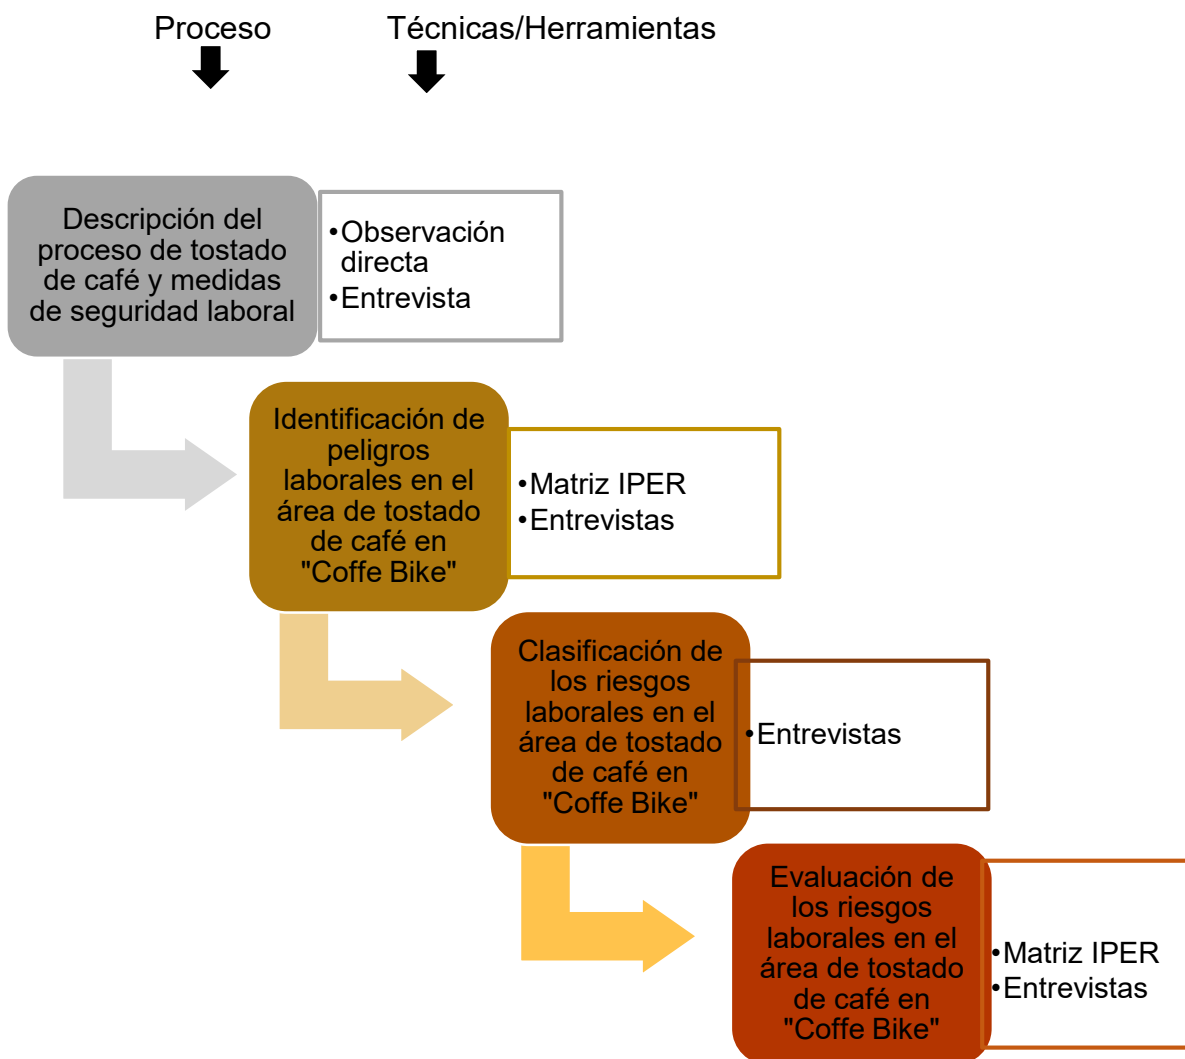 Proceso
Técnicas/Herramientas
Descripción del
proceso de tostado
de café y medidas
de seguridad laboral
•Observación
directa
•Entrevista
Identificación de
peligros
laborales en el
área de tostado
de café en
"Coffe Bike"
•Matriz IPER
•Entrevistas
Clasificación de
los riesgos
laborales en el
área de tostado
de café en
"Coffe Bike"
•Entrevistas
Evaluación de
los riesgos
laborales en el
área de tostado
de café en
"Coffe Bike"
•Matriz IPER
•Entrevistas